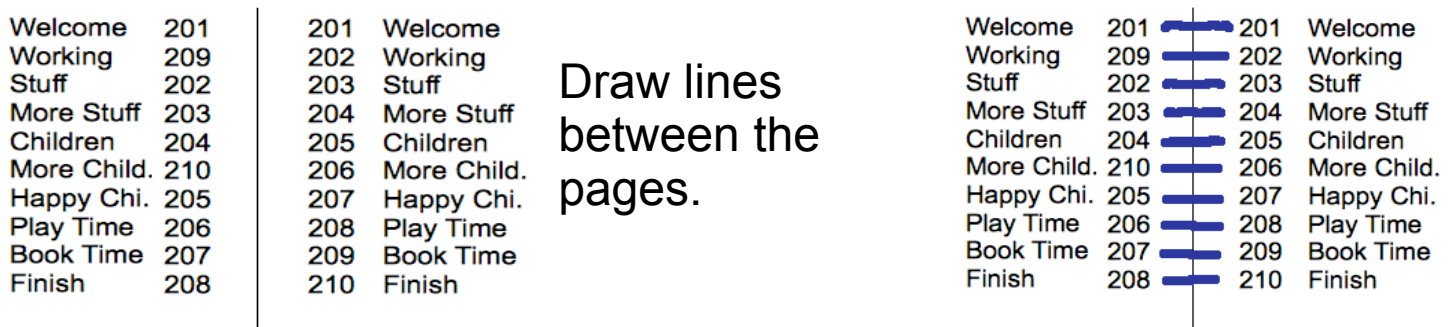 Welcome 201
Working 209
Stuff 202
More Stuff 203
Children 204
More Child. 210
Happy Chi. 205
Play Time 206
Book Time 207
Finish 208
201 Welcome
202 Working
203 Stuff
204 More Stuff
205 Children
206 More Child.
207 Happy Chi.
208 Play Time
209 Book Time
210 Finish
Draw lines
between the
pages.
Welcome 201
Working 209
Stuff 202
More Stuff 203
Children 204
More Child. 210
Happy Chi. 205
Play Time 206
Book Time 207
Finish 208
201 Welcome
202 Working
203 Stuff
204 More Stuff
205 Children
206 More Child.
207 Happy Chi.
208 Play Time
209 Book Time
210 Finish